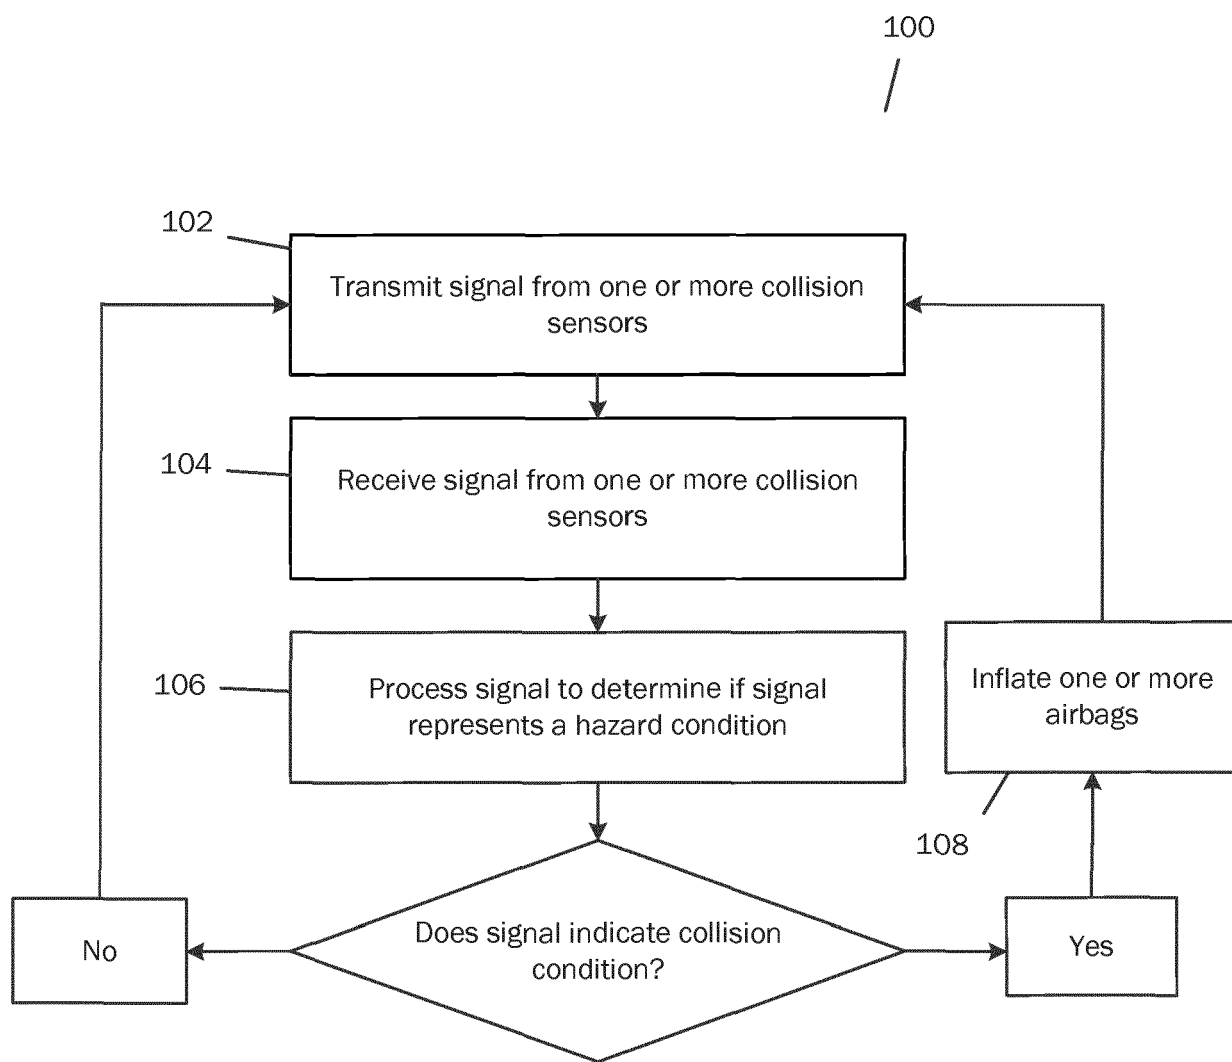 100
102
Transmit signal from one or more collision
sensors
104
Receive signal from one or more collision
sensors
106
Process signal to determine if signal
represents a hazard condition
Inflate one or more
airbags
108
Does signal indicate collision
condition?
No
Yes